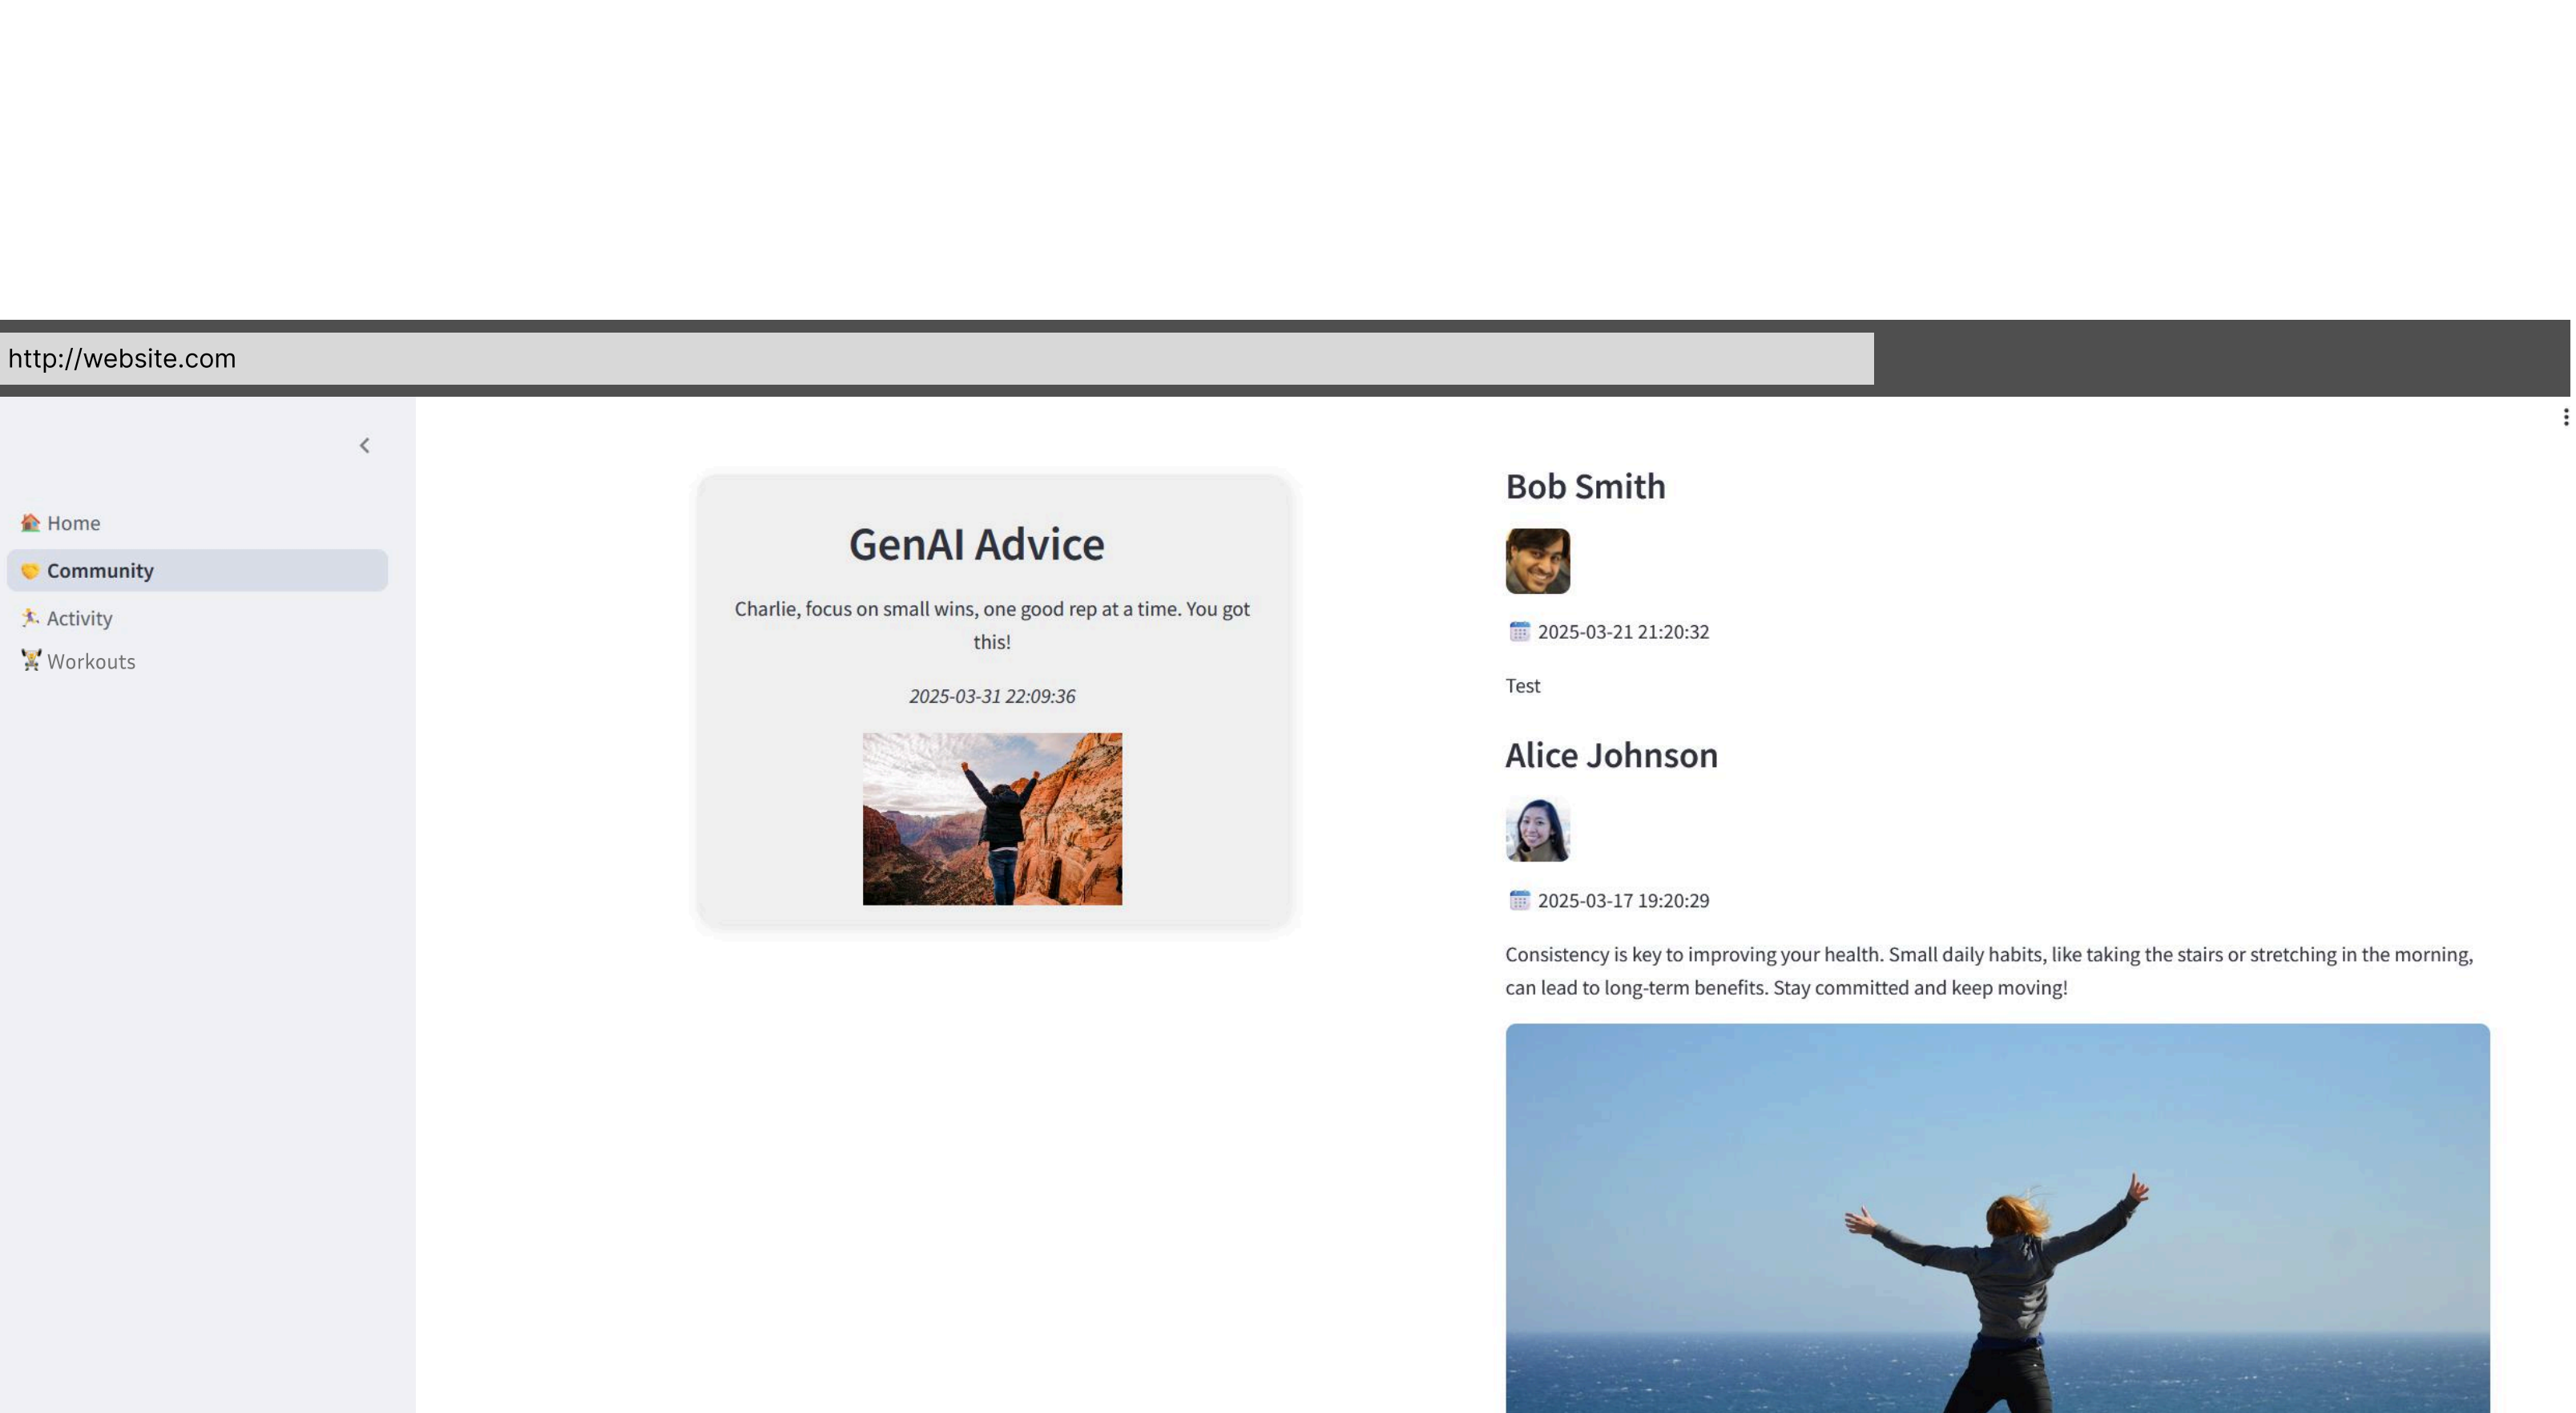 http://website.com
Home
Community
Activity
Workouts
GenAI Advice
Charlie, focus on small wins, one good rep at a time. You got
this!
2025-03-31 22:09:36
Bob Smith
2025-03-21 21:20:32
Test
Alice Johnson
2025-03-17 19:20:29
Consistency is key to improving your health. Small daily habits, like taking the stairs or stretching in the morning,
can lead to long-term benefits. Stay committed and keep moving!